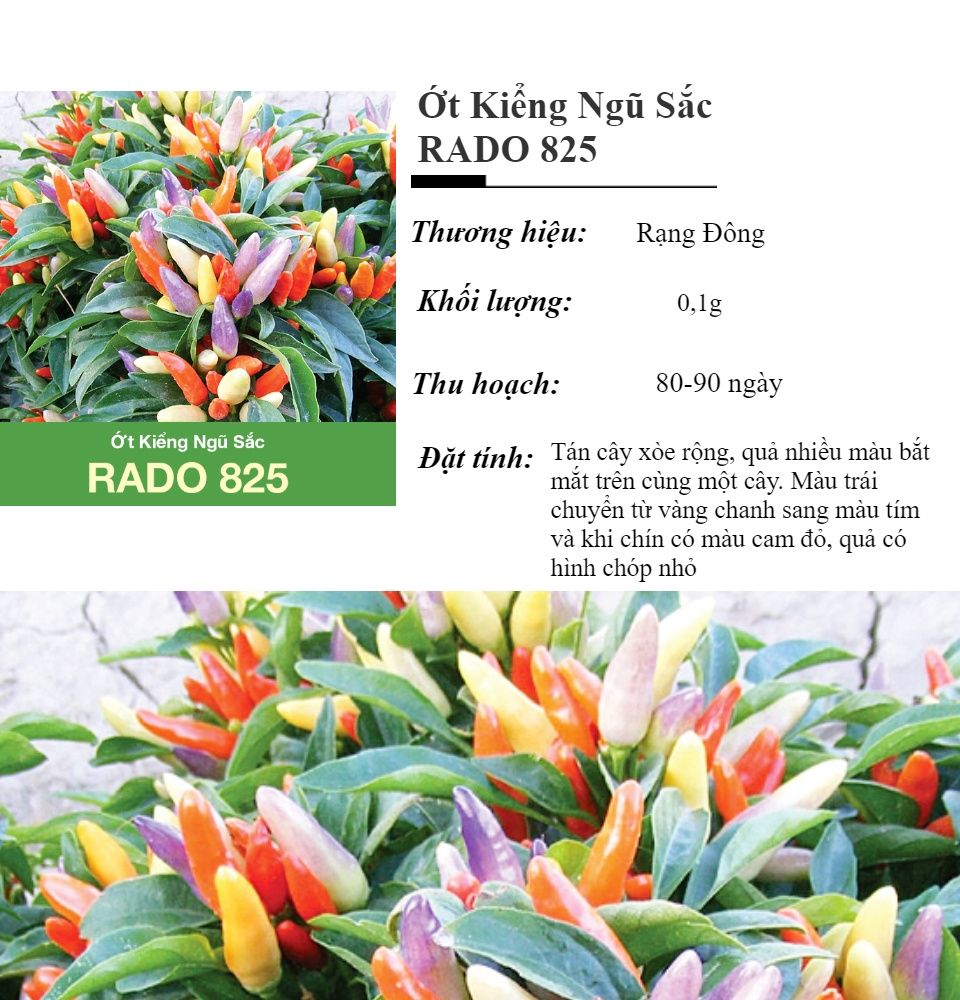 Ớt Kiểng Ngũ Sắc
RADO 825
Thương hiệu: Rạng Đông
Khối lượng: 0,1g
Thu hoạch: 80-90 ngày
Đặt tính: Tán cây xòe rộng, quả nhiều màu bắt
mắt trên cùng một cây. Màu trái
chuyển từ vàng chanh sang màu tím
và khi chín có màu cam đỏ, quả có
hình chóp nhỏ
Ớt Kiểng Ngũ Sắc
RADO 825